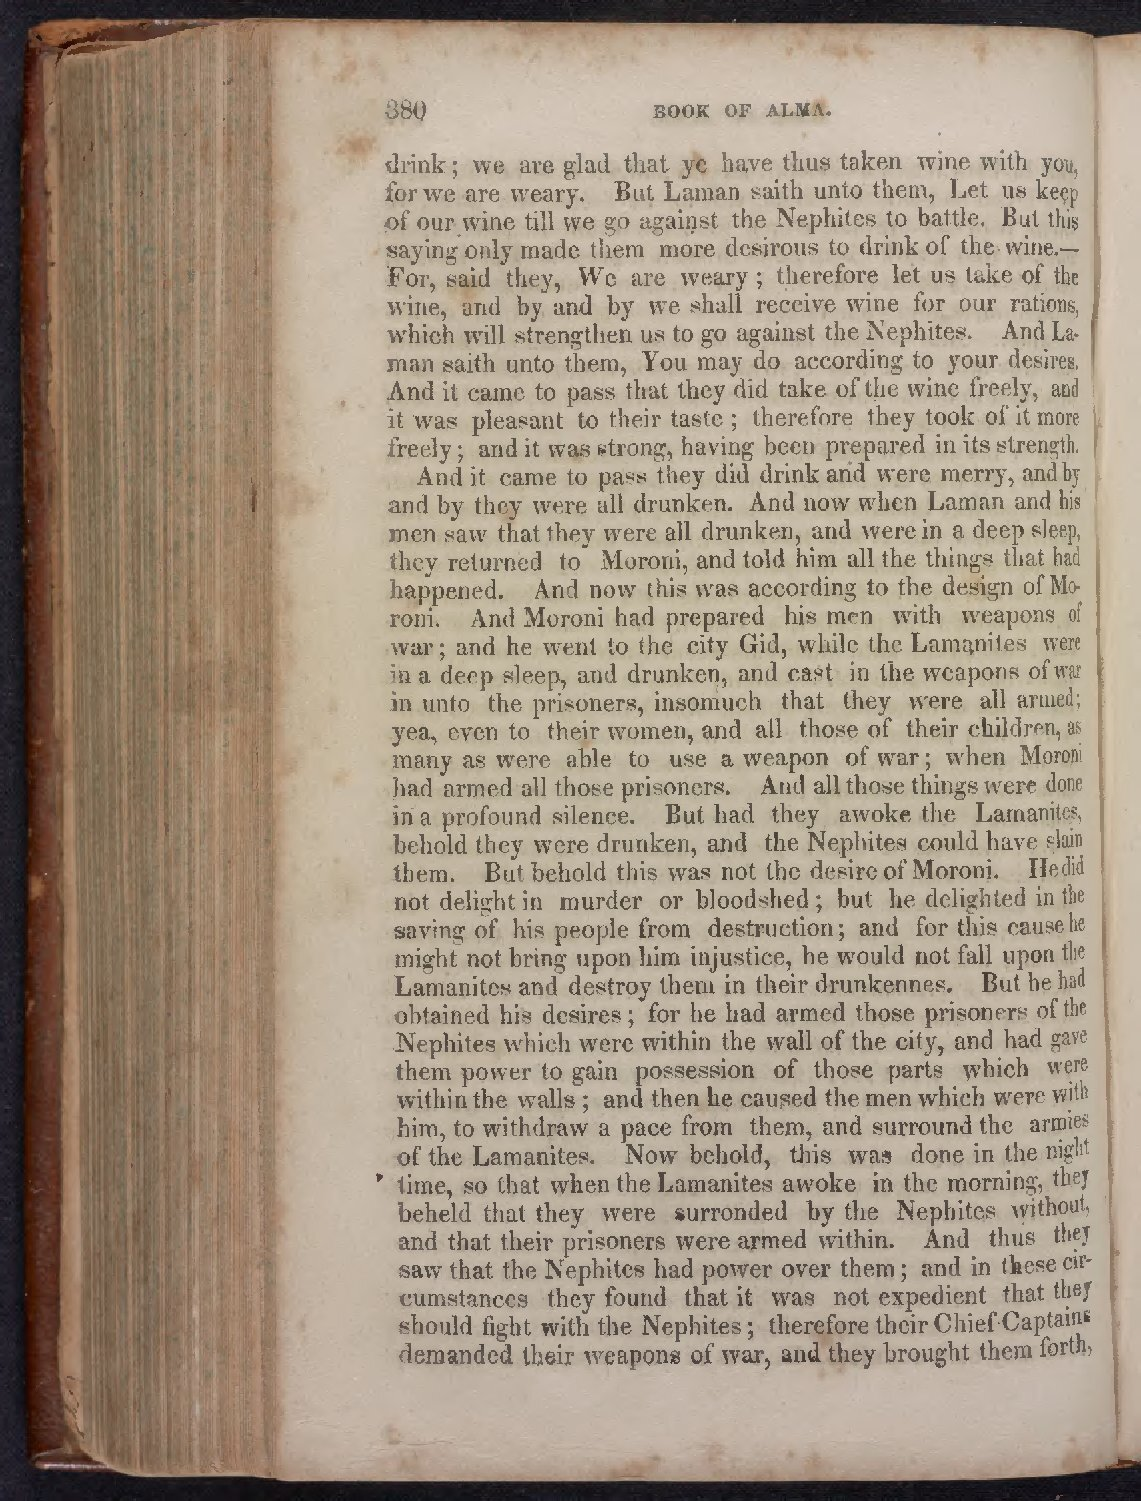 380 BOOK OF ALMA.
drink; we are glad that ye have thus taken wine with you,
for we are weary. But Laman saith unto them, Let us keep
of our wine till we go against the Nephites to battle. But this
saying only made them more desirous to drink of the wine.—
For, said they, We are weary; therefore let us take of the
wine, and by and by we shall receive wine for our rations,
which will strengthen us to go against the Nephites. And La-
man saith unto them, You may do according to your desires.
And it came to pass that they did take of the wine freely, and
it was pleasant to their taste; therefore they took of it more
freely; and it was strong, having been prepared in its strength.
And it came to pass they did drink and were merry, and by
and by they were all drunken. And now when Laman and his
men saw that they were all drunken, and were in a deep sleep,
they returned to Moroni, and told him all the things that had
happened. And now this was according to the design of Mo-
roni. And Moroni had prepared his men with weapons of
war; and he went to the city Gid, while the Lamanites were
in a deep sleep, and drunken, and cast in the weapons of war
in unto the prisoners, insomuch that they were all armed;
yea, even to their women, and all those of their children, as
many as were able to use a weapon of war; when Moroni
had armed all those prisoners. And all those things were done
in a profound silence. But had they awoke the Lamanites,
behold they were drunken, and the Nephites could have slain
them. But behold this was not the desire of Moroni. He did
not delight in murder or bloodshed; but he delighted in the
saving of his people from destruction; and for this cause he
might not bring upon him injustice, he would not fall upon the
Lamanites and destroy them in their drunkennes. But he had
obtained his desires; for he had armed those prisoners of the
Nephites which were within the wall of the city, and had gave
them power to gain possession of those parts which were
within the walls; and then he caused the men which were with
him, to withdraw a pace from them, and surround the armies
of the Lamanites. Now behold, this was done in the night
time, so that when the Lamanites awoke in the morning, they
beheld that they were surronded by the Nephites without,
and that their prisoners were armed within. And thus they
saw that the Nephites had power over them; and in these cir-
cumstances they found that it was not expedient that they
should fight with the Nephites; therefore their Chief Captains
demanded their weapons of war, and they brought them forth,